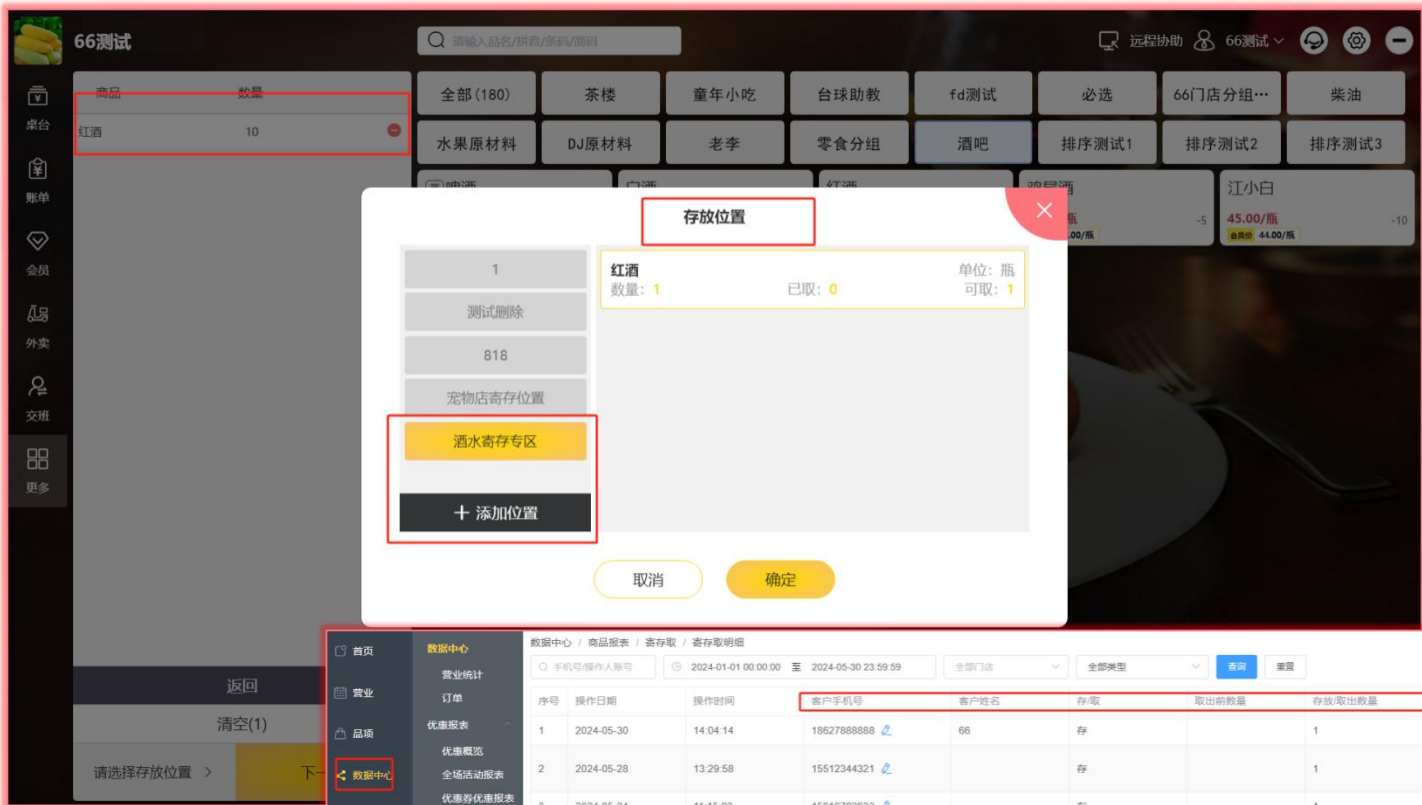 66测试
请输入品名/拼音/条码/简码
远程协助
66测试
桌台
账单
会员
外卖
交班
更多
商品 数量
红酒 10
全部(180) 茶楼 童年小吃 台球助教 fd测试 必选 66门店分组… 柴油
水果原材料 DJ原材料 老李 零食分组 酒吧 排序测试1 排序测试2 排序测试3
啤酒 白酒 红酒 鸡尾酒 江小白
-5 45.00/瓶 -10
会员价 44.00/瓶
存放位置
1
测试删除
818
宠物店寄存位置
酒水寄存专区
+ 添加位置
红酒 单位: 瓶
数量: 1 已取: 0 可取: 1
取消 确定
返回
清空(1)
请选择存放位置 > 下一
首页
营业
品项
数据中心
数据中心
营业统计
订单
优惠报表
优惠概览
全场活动报表
优惠券优惠报表
数据中心 / 商品报表 / 寄存取 / 寄存取明细
手机号/操作人账号 2024-01-01 00:00:00 至 2024-05-30 23:59:59 全部门店 全部类型 查询 重置
序号 操作日期 操作时间 客户手机号 客户姓名 存/取 取出前数量 存放/取出数量
1 2024-05-30 14:04:14 18627888888 66 存 1
2 2024-05-28 13:29:58 15512344321 存 1